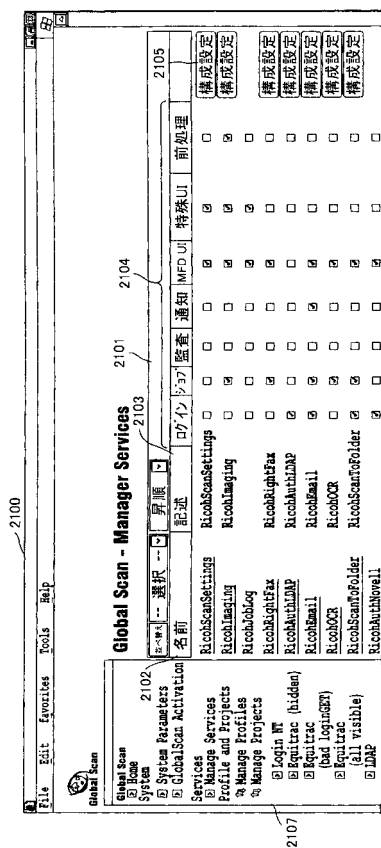 2100
File Edit Favorites Tools Help
Global Scan
Global Scan
Home
System
System Parameters
GlobalScan Activation
Services
Manage Services
Profile and Projects
Manage Profiles
Manage Projects
Login NT
Equitrac (hidden)
Equitrac
(bad loginGET)
Equitrac
(all visible)
LDAP
2107
Global Scan - Manager Services
2101
2102
2103
2104
2105
並べ替え -- 選択 -- 昇順
名前 記述 ログイン ジョブ 監査 通知 MFD UI 特殊UI 前処理
RicohScanSettings RicohScanSettings 構成設定
RicohImaging RicohImaging 構成設定
RicohJobLog
RicohRightFax RicohRightFax 構成設定
RicohAuthLDAP RicohAuthLDAP 構成設定
RicohEmail RicohEmail 構成設定
RicohOCR RicohOCR 構成設定
RicohScanToFolder RicohScanToFolder 構成設定
RicohAuthNovell RicohAuthNovell